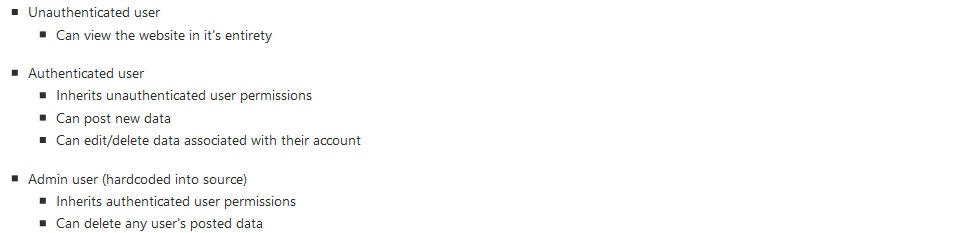 Unauthenticated user
Can view the website in it's entirety
Authenticated user
Inherits unauthenticated user permissions
Can post new data
Can edit/delete data associated with their account
Admin user (hardcoded into source)
Inherits authenticated user permissions
Can delete any user's posted data